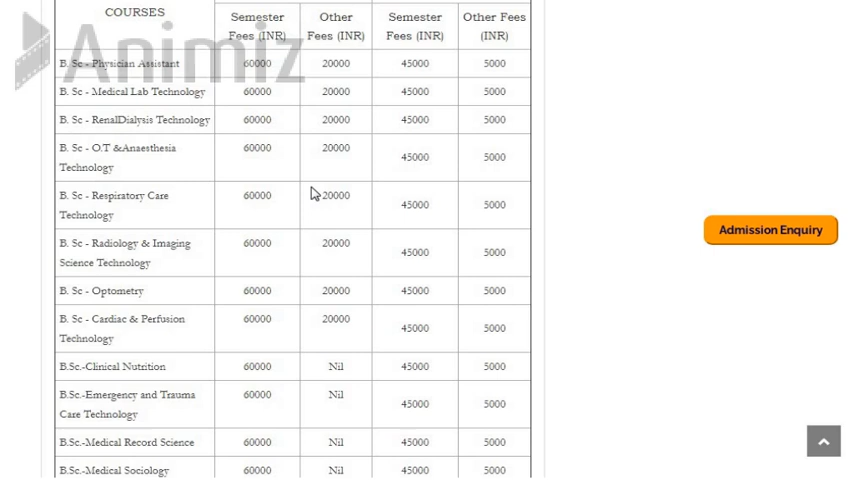 COURSES
Semester Fees (INR)
Other Fees (INR)
Semester Fees (INR)
Other Fees (INR)
Animiz
B. Sc - Physician Assistant 60000 20000 45000 5000
B. Sc - Medical Lab Technology 60000 20000 45000 5000
B. Sc - RenalDialysis Technology 60000 20000 45000 5000
B. Sc - O.T &Anaesthesia Technology 60000 20000 45000 5000
B. Sc - Respiratory Care Technology 60000 20000 45000 5000
B. Sc - Radiology & Imaging Science Technology 60000 20000 45000 5000
B. Sc - Optometry 60000 20000 45000 5000
B. Sc - Cardiac & Perfusion Technology 60000 20000 45000 5000
B.Sc.-Clinical Nutrition 60000 Nil 45000 5000
B.Sc.-Emergency and Trauma Care Technology 60000 Nil 45000 5000
B.Sc.-Medical Record Science 60000 Nil 45000 5000
B.Sc.-Medical Sociology 60000 Nil 45000 5000
Admission Enquiry